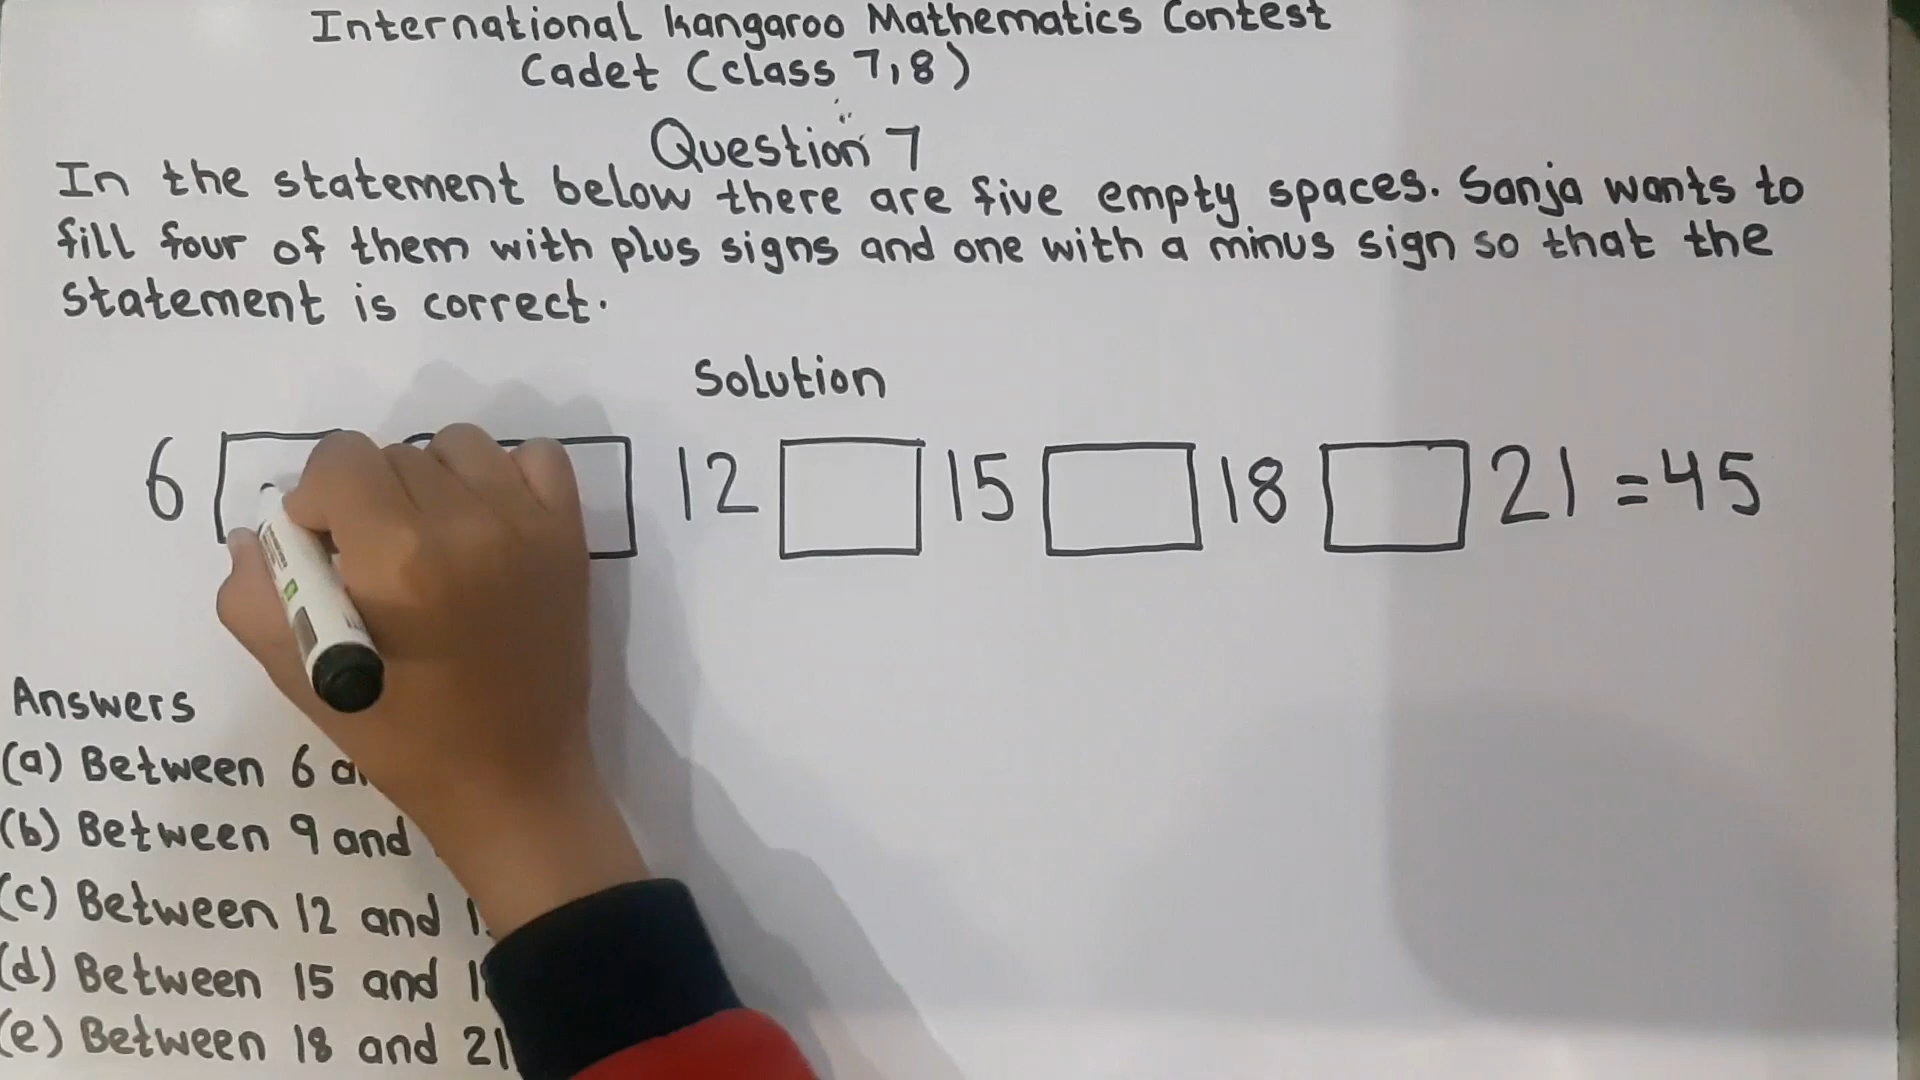 International Kangaroo Mathematics Contest
Cadet (class 7,8)
Question 7
In the statement below there are five empty spaces. Sanja wants to
fill four of them with plus signs and one with a minus sign so that the
statement is correct.
Solution
6 12 15 18 21 =45
Answers
(a) Between 6
(b) Between 9 and
(c) Between 12 and
(d) Between 15 and
(e) Between 18 and 21